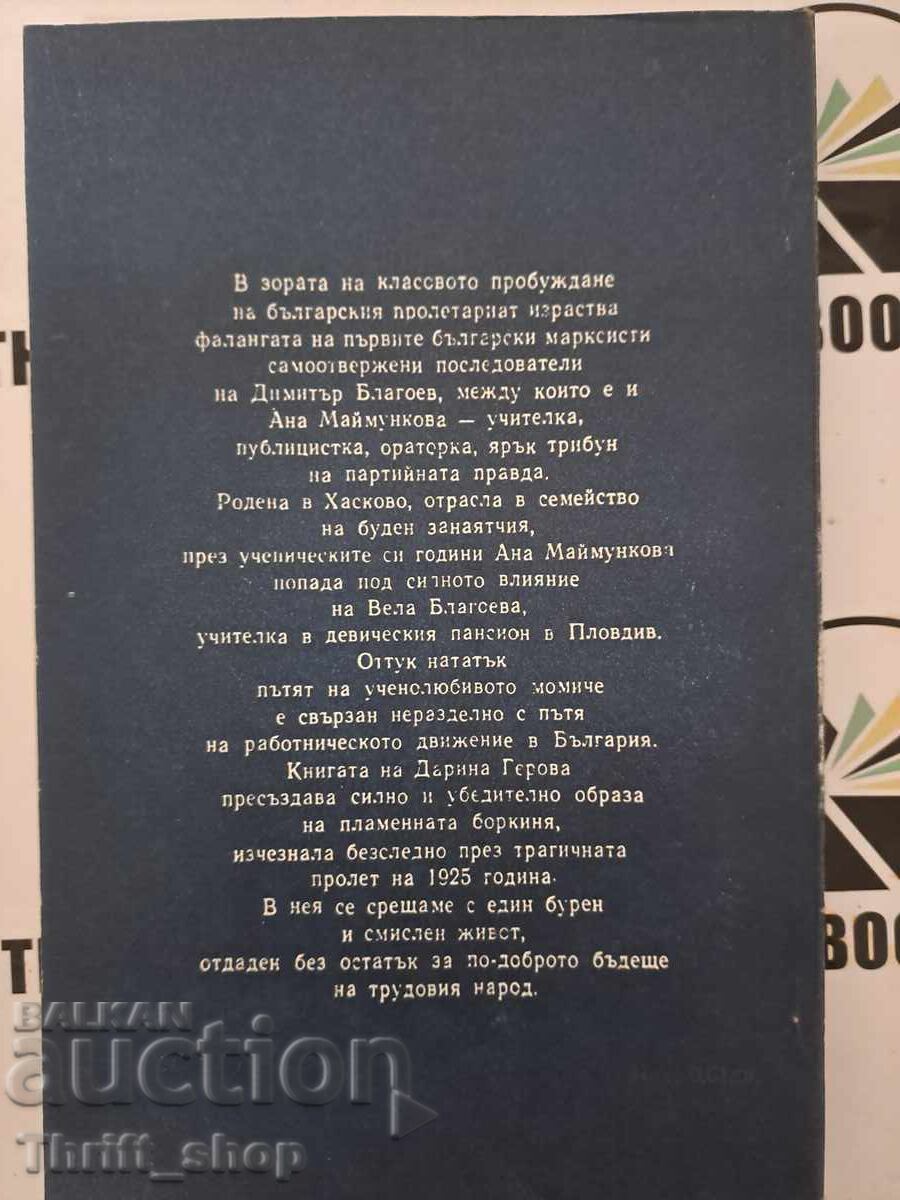 В зората на класовото пробуждане
на българския пролетариат израства
фалангата на първите български марксисти
самоотвержени последователи
на Димитър Благоев, между които е и
Ана Маймункова — учителка,
публицистка, ораторка, ярък трибун
на партийната правда.
Родена в Хасково, отрасла в семейство
на буден занаятчия,
през ученическите си години Ана Маймункова
попада под силното влияние
на Вела Благоева,
учителка в девическия пансион в Пловдив.
Оттук нататък
пътят на ученолюбивото момиче
е свързан неразделно с пътя
на работническото движение в България.
Книгата на Дарина Герова
пресъздава силно и убедително образа
на пламенната боркиня,
изчезнала безследно през трагичната
пролет на 1925 година.
В нея се срещаме с един бурен
и смислен живот,
отдаден без остатък за по-доброто бъдеще
на трудовия народ.
BALKAN
auction
Thrift_shop